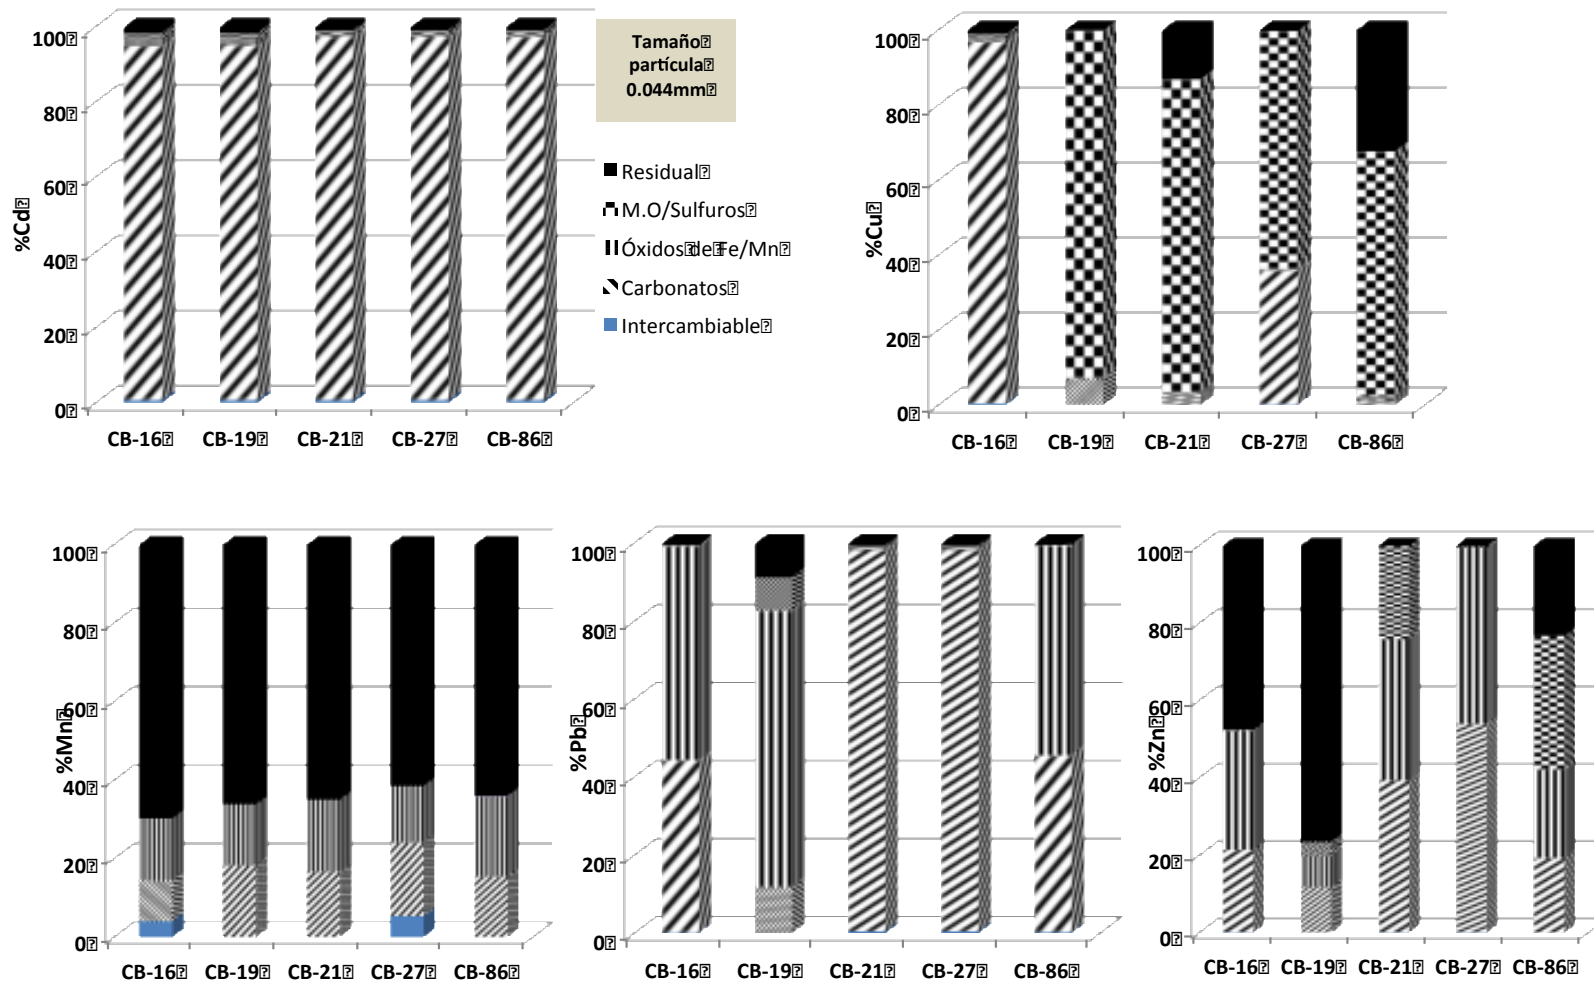 100
80
60
40
20
0
%Cd
CB-16
CB-19
CB-21
CB-27
CB-86
Tamaño
partícula
0.044mm
Residual
M.O/Sulfuros
Óxidos de Fe/Mn
Carbonatos
Intercambiable
100
80
60
40
20
0
%Cu
CB-16
CB-19
CB-21
CB-27
CB-86
100
80
60
40
20
0
%Mn
CB-16
CB-19
CB-21
CB-27
CB-86
100
80
60
40
20
0
%Pb
CB-16
CB-19
CB-21
CB-27
CB-86
100
80
60
40
20
0
%Zn
CB-16
CB-19
CB-21
CB-27
CB-86